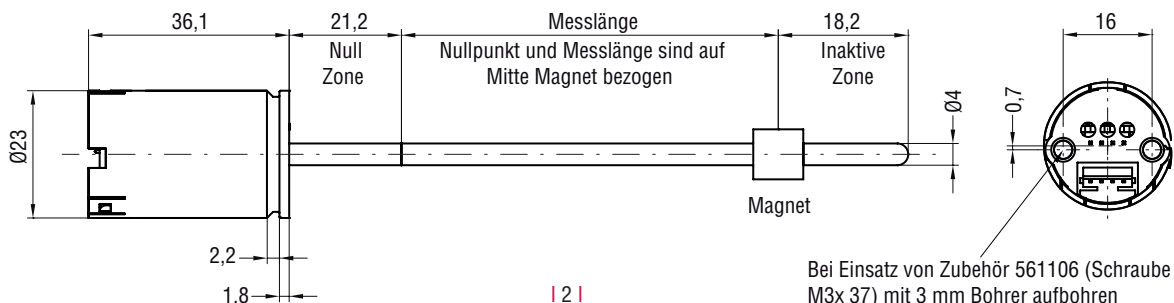 36,1
21,2
Messlänge
18,2
16
Null
Zone
Nullpunkt und Messlänge sind auf
Mitte Magnet bezogen
Inaktive
Zone
Ø23
Ø4
0,7
Magnet
2,2
1,8
I 2 I
Bei Einsatz von Zubehör 561106 (Schraube
M3x 37) mit 3 mm Bohrer aufbohren